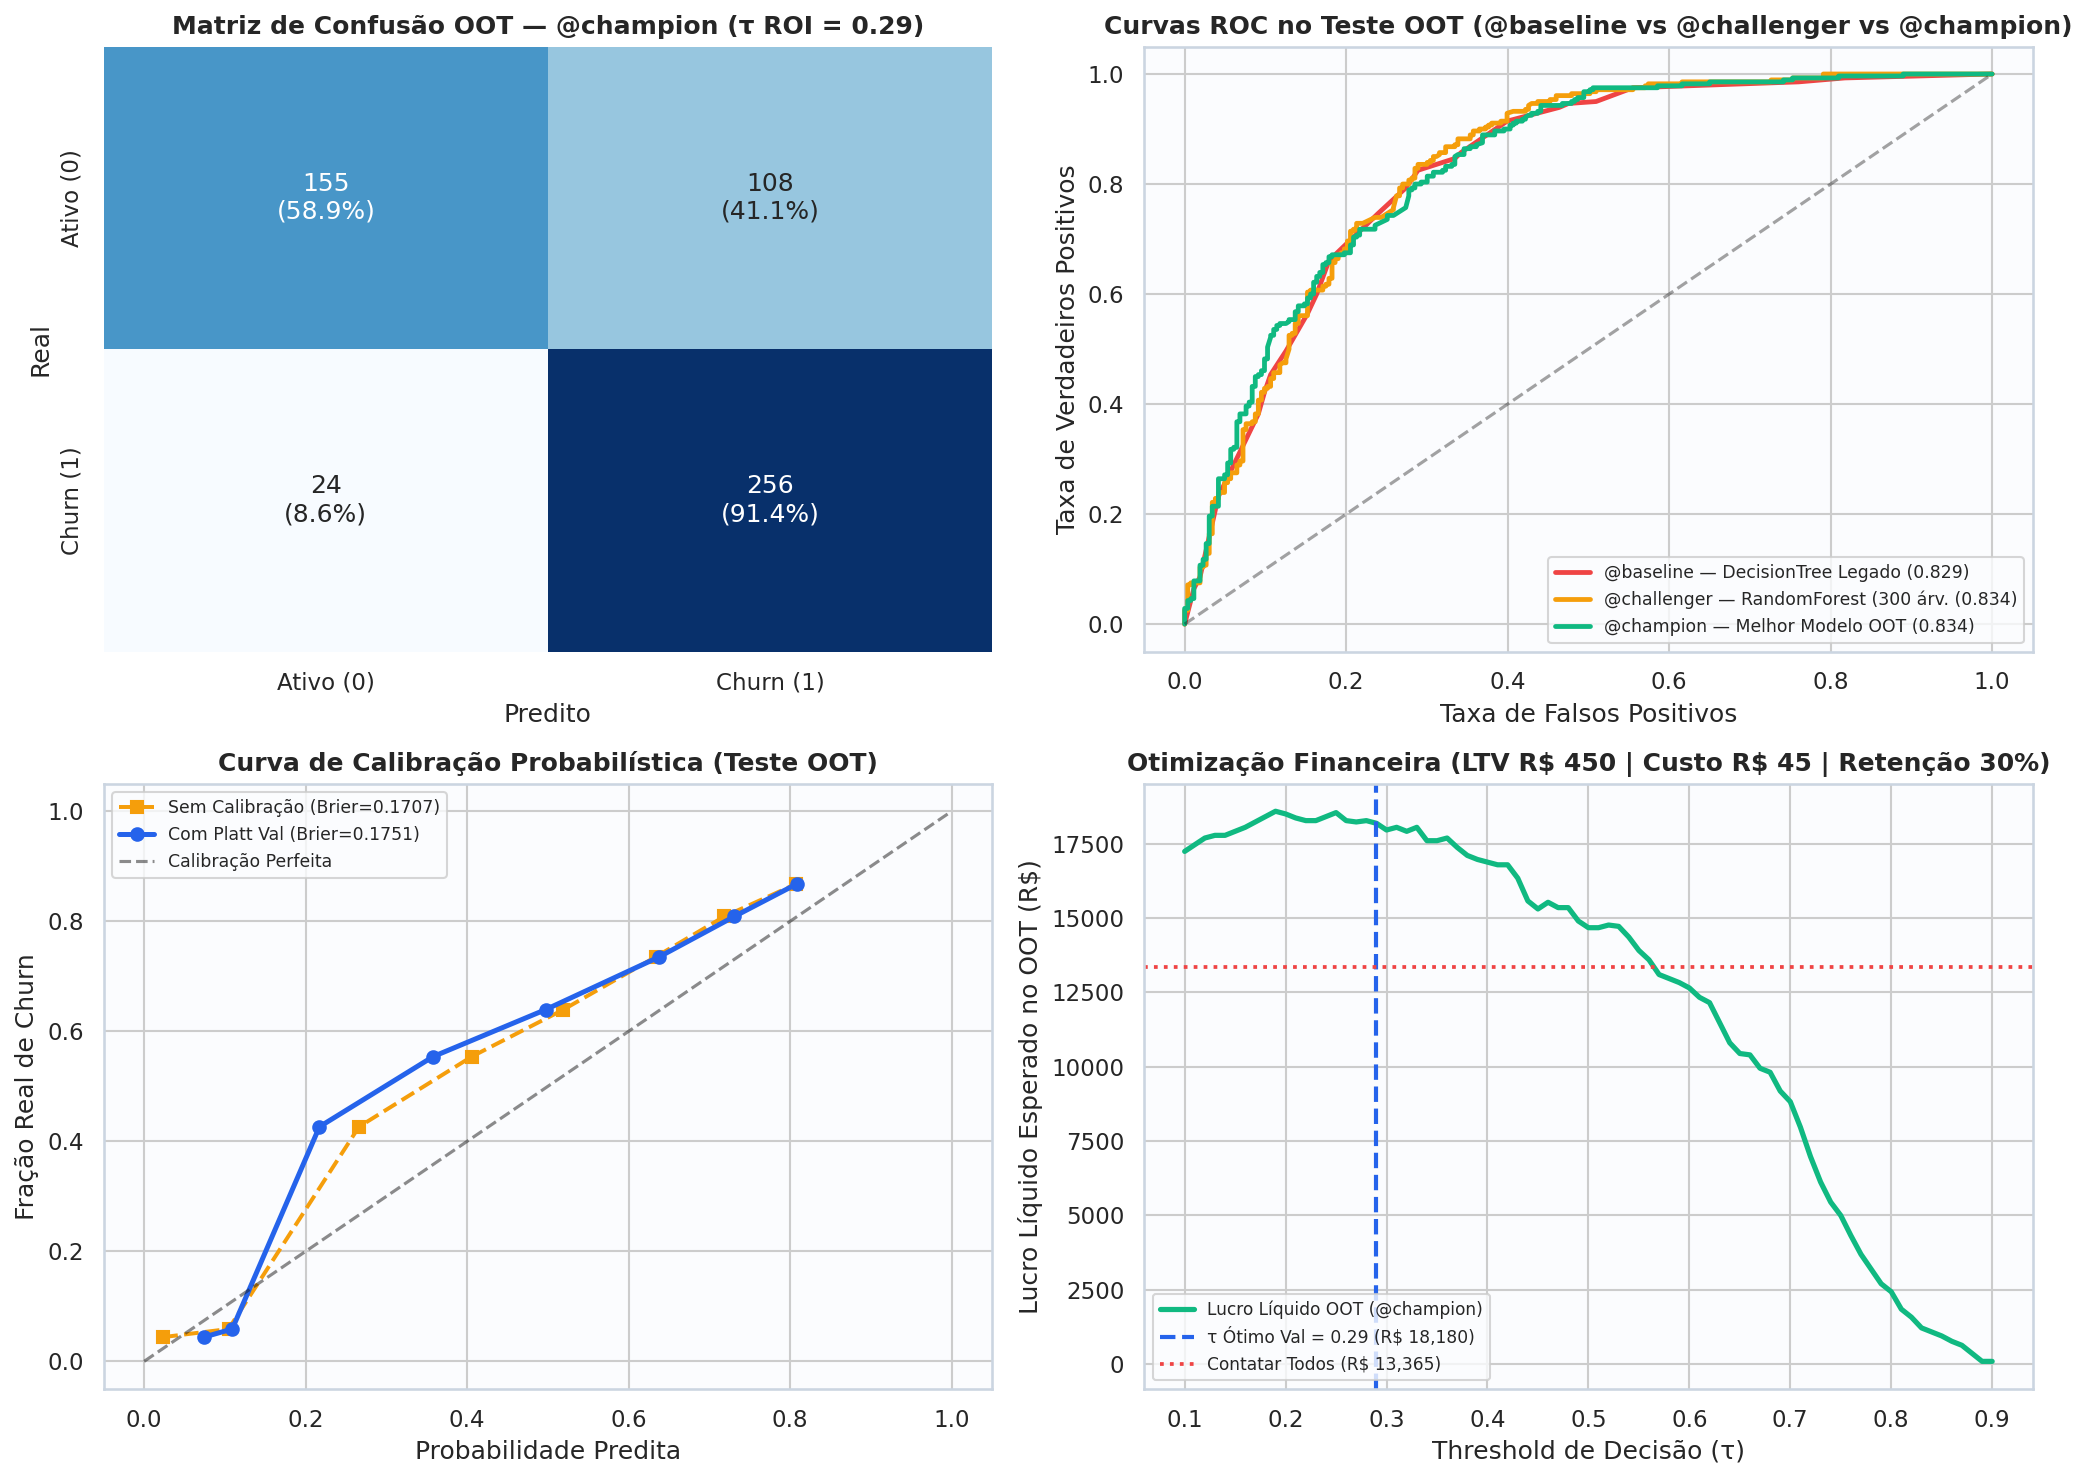 Matriz de Confusão OOT — @champion (τ ROI = 0.29)
Real
Ativo (0)
Churn (1)
155
(58.9%)
108
(41.1%)
24
(8.6%)
256
(91.4%)
Ativo (0)
Churn (1)
Predito
Curvas ROC no Teste OOT (@baseline vs @challenger vs @champion)
Taxa de Verdadeiros Positivos
1.0
0.8
0.6
0.4
0.2
0.0
@baseline — DecisionTree Legado (0.829)
@challenger — RandomForest (300 árv. (0.834)
@champion — Melhor Modelo OOT (0.834)
0.0
0.2
0.4
0.6
0.8
1.0
Taxa de Falsos Positivos
Curva de Calibração Probabilística (Teste OOT)
Fração Real de Churn
1.0
0.8
0.6
0.4
0.2
0.0
Sem Calibração (Brier=0.1707)
Com Platt Val (Brier=0.1751)
Calibração Perfeita
0.0
0.2
0.4
0.6
0.8
1.0
Probabilidade Predita
Otimização Financeira (LTV R$ 450 | Custo R$ 45 | Retenção 30%)
Lucro Líquido Esperado no OOT (R$)
17500
15000
12500
10000
7500
5000
2500
0
Lucro Líquido OOT (@champion)
τ Ótimo Val = 0.29 (R$ 18,180)
Contatar Todos (R$ 13,365)
0.1
0.2
0.3
0.4
0.5
0.6
0.7
0.8
0.9
Threshold de Decisão (τ)